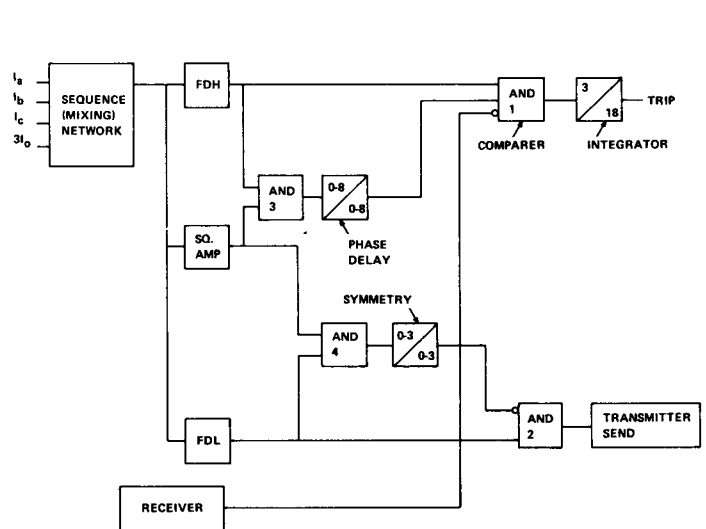 Ia
Ib
Ic
3Io
SEQUENCE
(MIXING)
NETWORK
FDH
AND
1
COMPARER
3
18
TRIP
INTEGRATOR
AND
3
0-8
0-8
PHASE
DELAY
SQ.
AMP
SYMMETRY
AND
4
0-3
0-3
FDL
AND
2
TRANSMITTER
SEND
RECEIVER